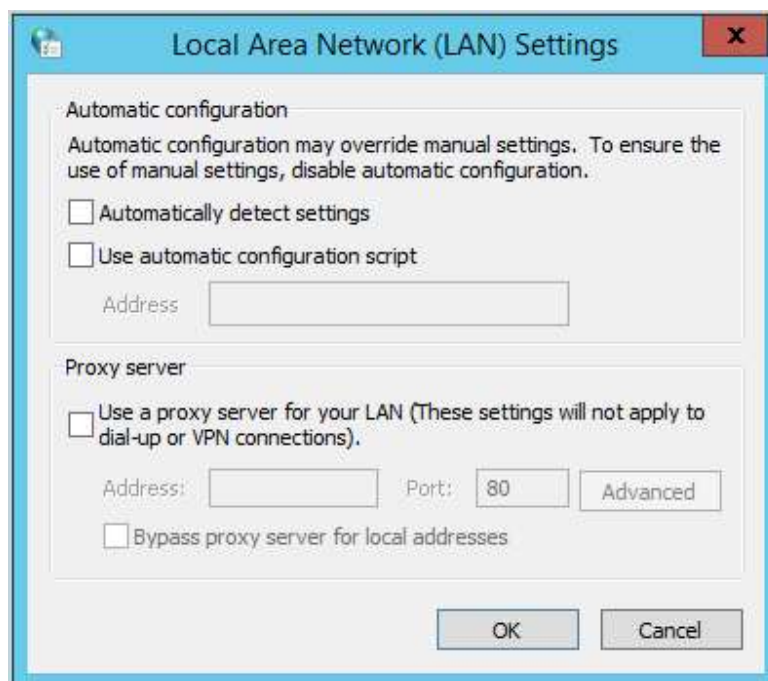 Local Area Network (LAN) Settings
x
Automatic configuration
Automatic configuration may override manual settings. To ensure the
use of manual settings, disable automatic configuration.
Automatically detect settings
Use automatic configuration script
Address
Proxy server
Use a proxy server for your LAN (These settings will not apply to
dial-up or VPN connections).
Address: Port: 80 Advanced
Bypass proxy server for local addresses
OK Cancel